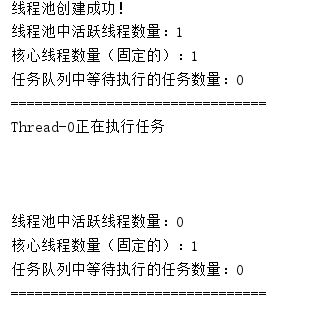 线程池创建成功!
线程池中活跃线程数量:1
核心线程数量(固定的):1
任务队列中等待执行的任务数量:0
================================
Thread-0正在执行任务
线程池中活跃线程数量:0
核心线程数量(固定的):1
任务队列中等待执行的任务数量:0
================================